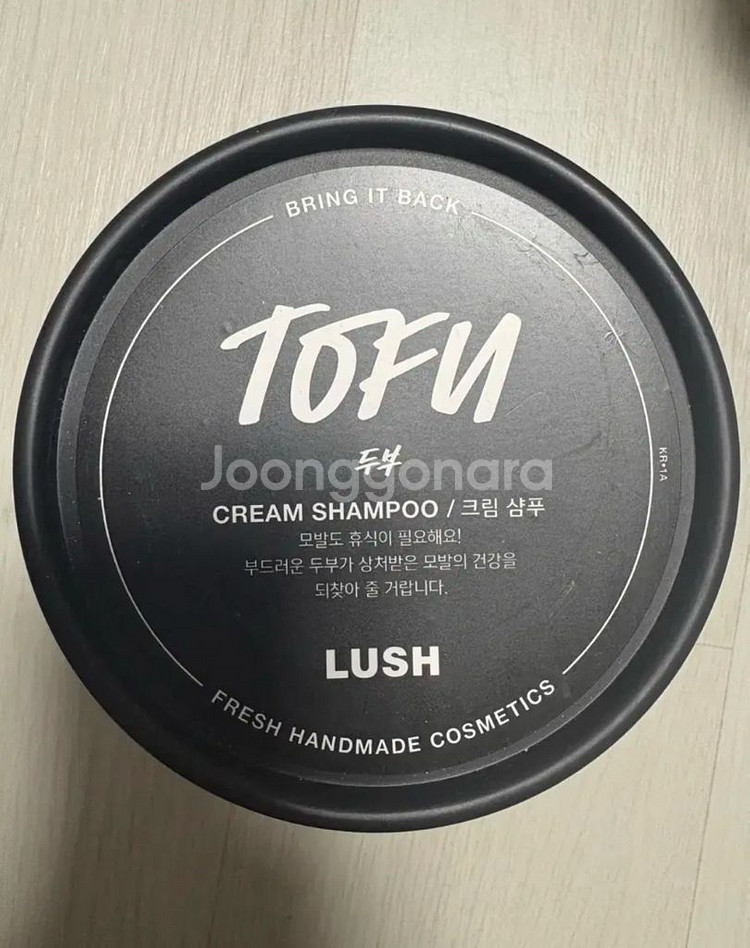 BRING IT BACK
TOFU
두부
Joonggonara
CREAM SHAMPOO / 크림 샴푸
모발도 휴식이 필요해요!
부드러운 두부가 상처받은 모발의 건강을
되찾아 줄 거랍니다.
LUSH
FRESH HANDMADE COSMETICS
KR•1A